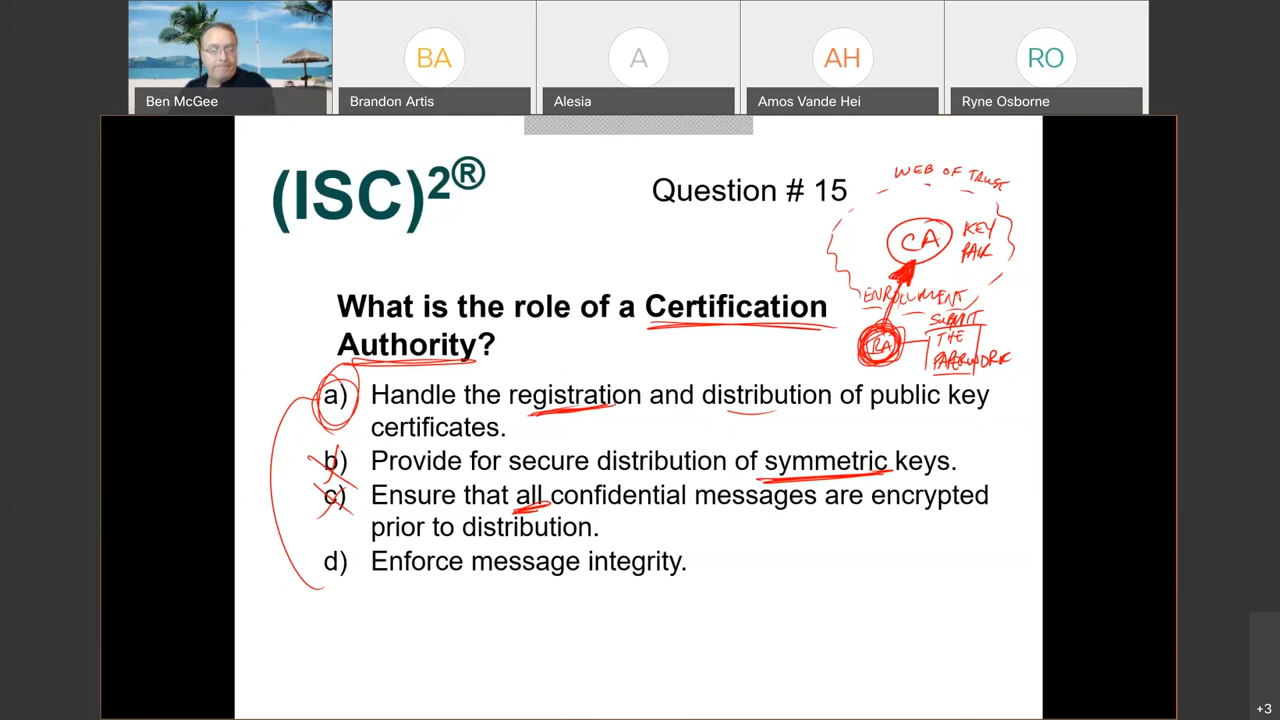 BA
A
AH
RO
Ben McGee
Brandon Artis
Alesia
Amos Vande Hei
Ryne Osborne
(ISC)2®
Question # 15
WEB OF TRUST
CA
KEY
PAIR
ENROLLMENT
SUBMIT
THE
PAPERWORK
RA
What is the role of a Certification
Authority?
a) Handle the registration and distribution of public key
certificates.
b) Provide for secure distribution of symmetric keys.
c) Ensure that all confidential messages are encrypted
prior to distribution.
d) Enforce message integrity.
+3